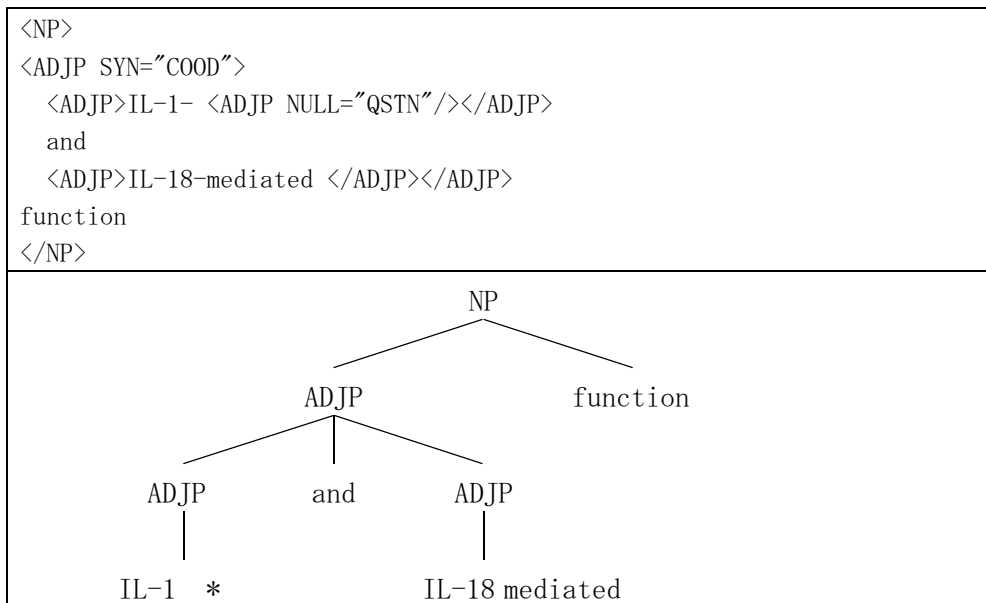 <NP>
<ADJP SYN="COOD">
<ADJP>IL-1- <ADJP NULL="QSTN"/></ADJP>
and
<ADJP>IL-18-mediated </ADJP></ADJP>
function
</NP>
NP
ADJP function
ADJP and ADJP
IL-1 * IL-18 mediated